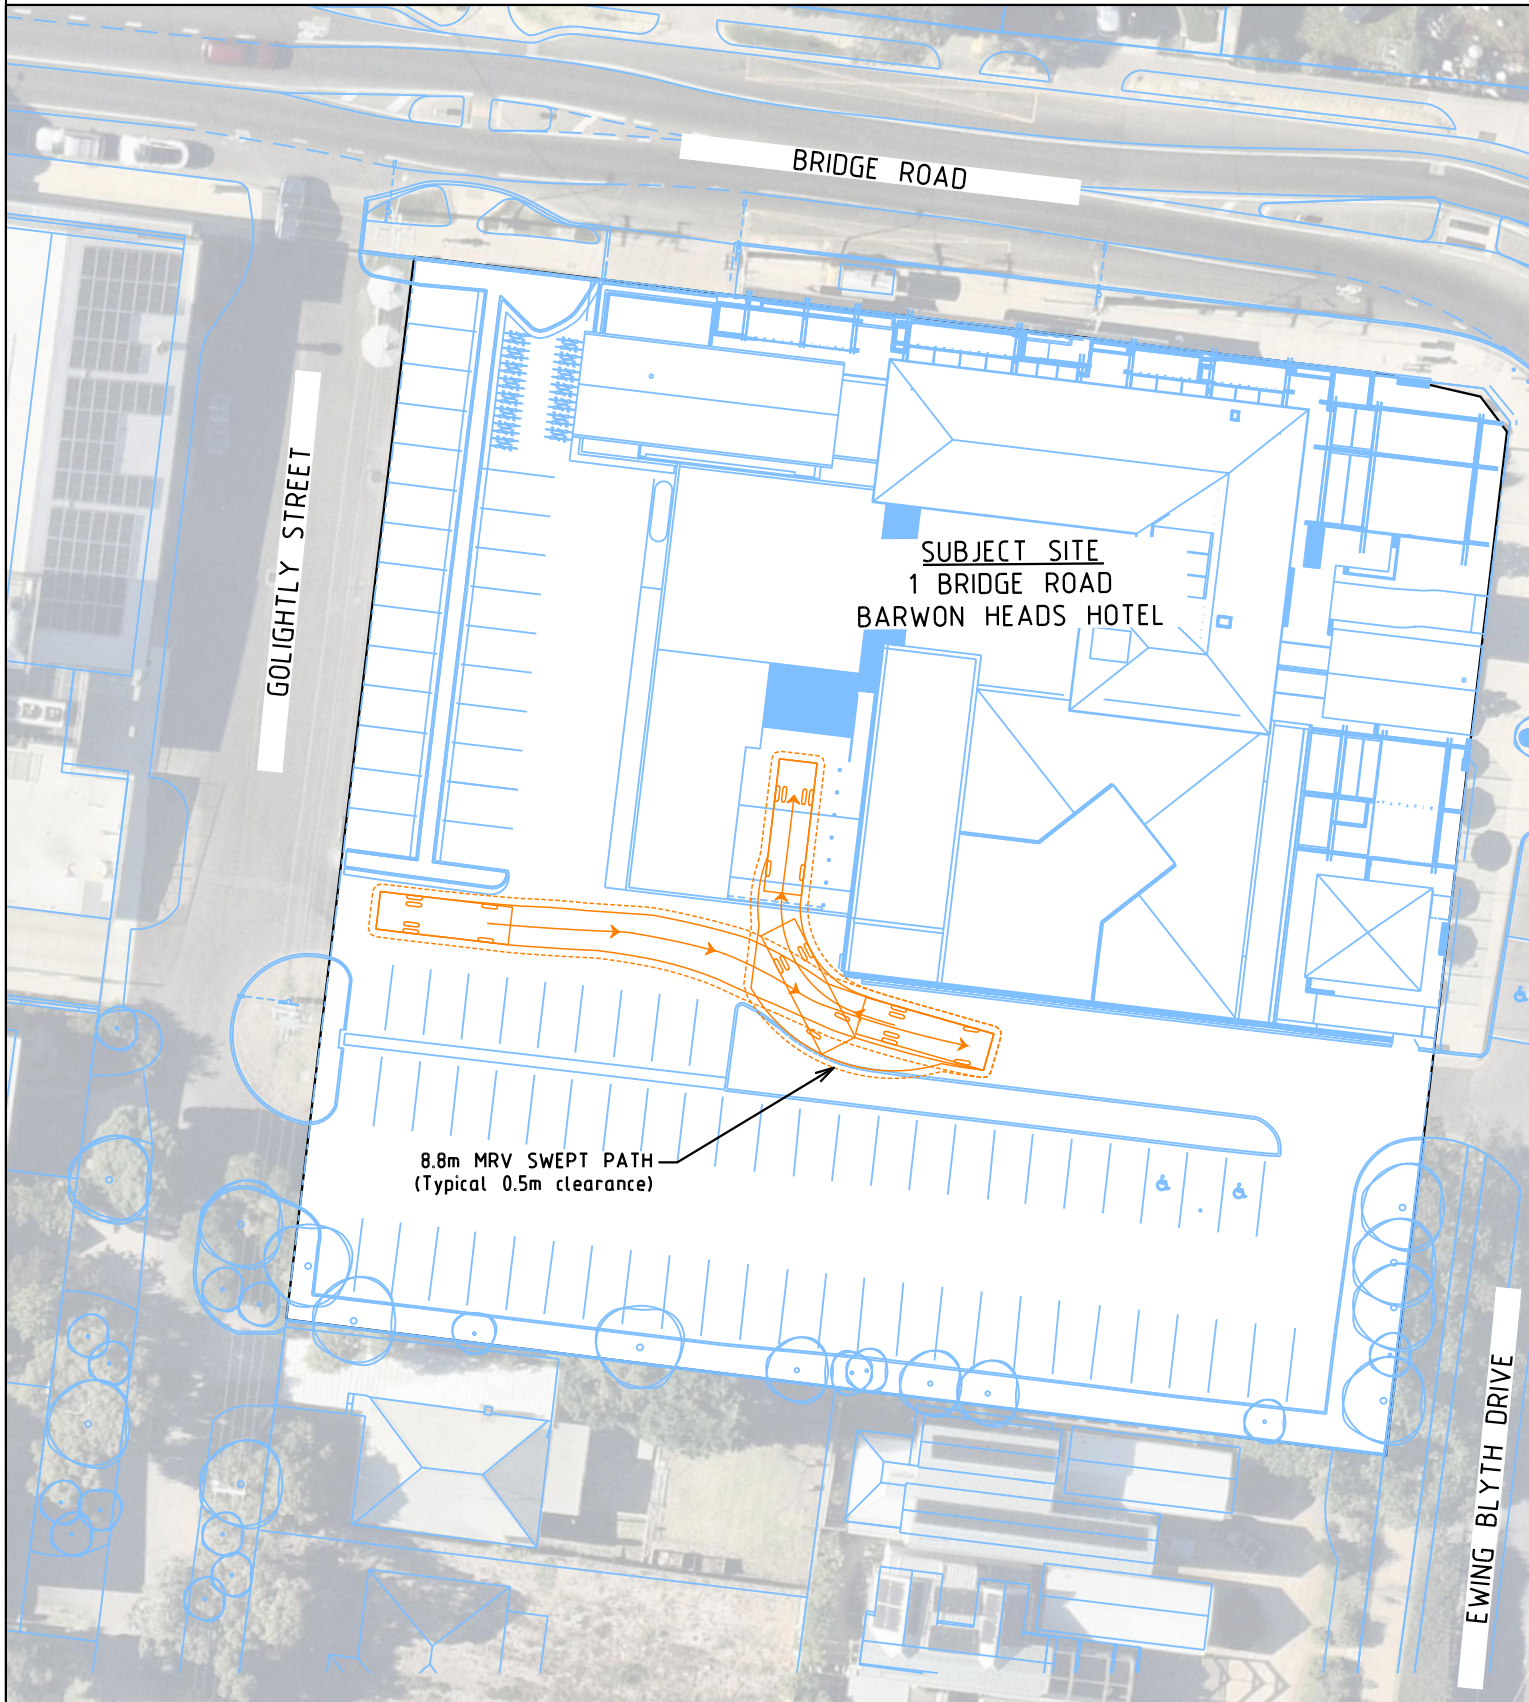 BRIDGE ROAD
GOLIGHTLY STREET
SUBJECT SITE
1 BRIDGE ROAD
BARWON HEADS HOTEL
8.8m MRV SWEPT PATH
(Typical 0.5m clearance)
EWING BLYTH DRIVE